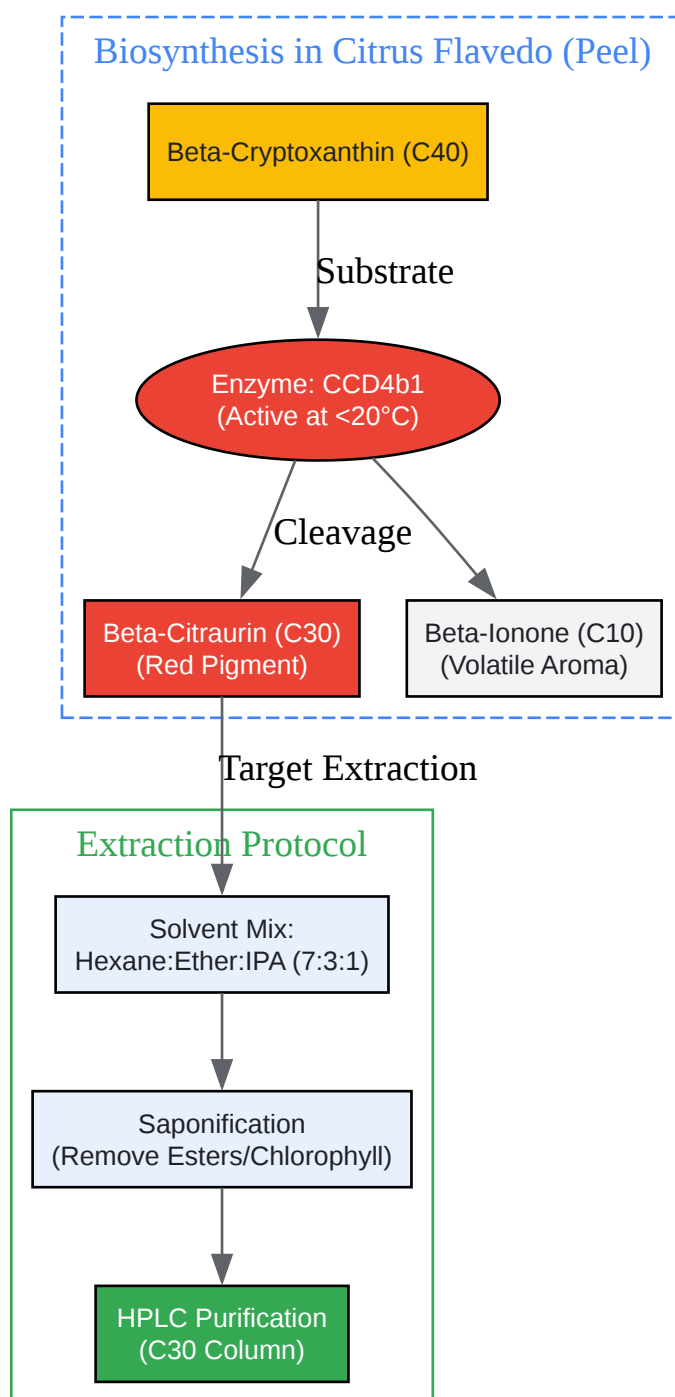 Biosynthesis in Citrus Flavedo (Peel)
Beta-Cryptoxanthin (C40)
Substrate
Enzyme: CCD4b1
(Active at <20°C)
Cleavage
Beta-Citraurin (C30)
(Red Pigment)
Beta-Ionone (C10)
(Volatile Aroma)
Target Extraction
Extraction Protocol
Solvent Mix:
Hexane:Ether:IPA (7:3:1)
Saponification
(Remove Esters/Chlorophyll)
HPLC Purification
(C30 Column)